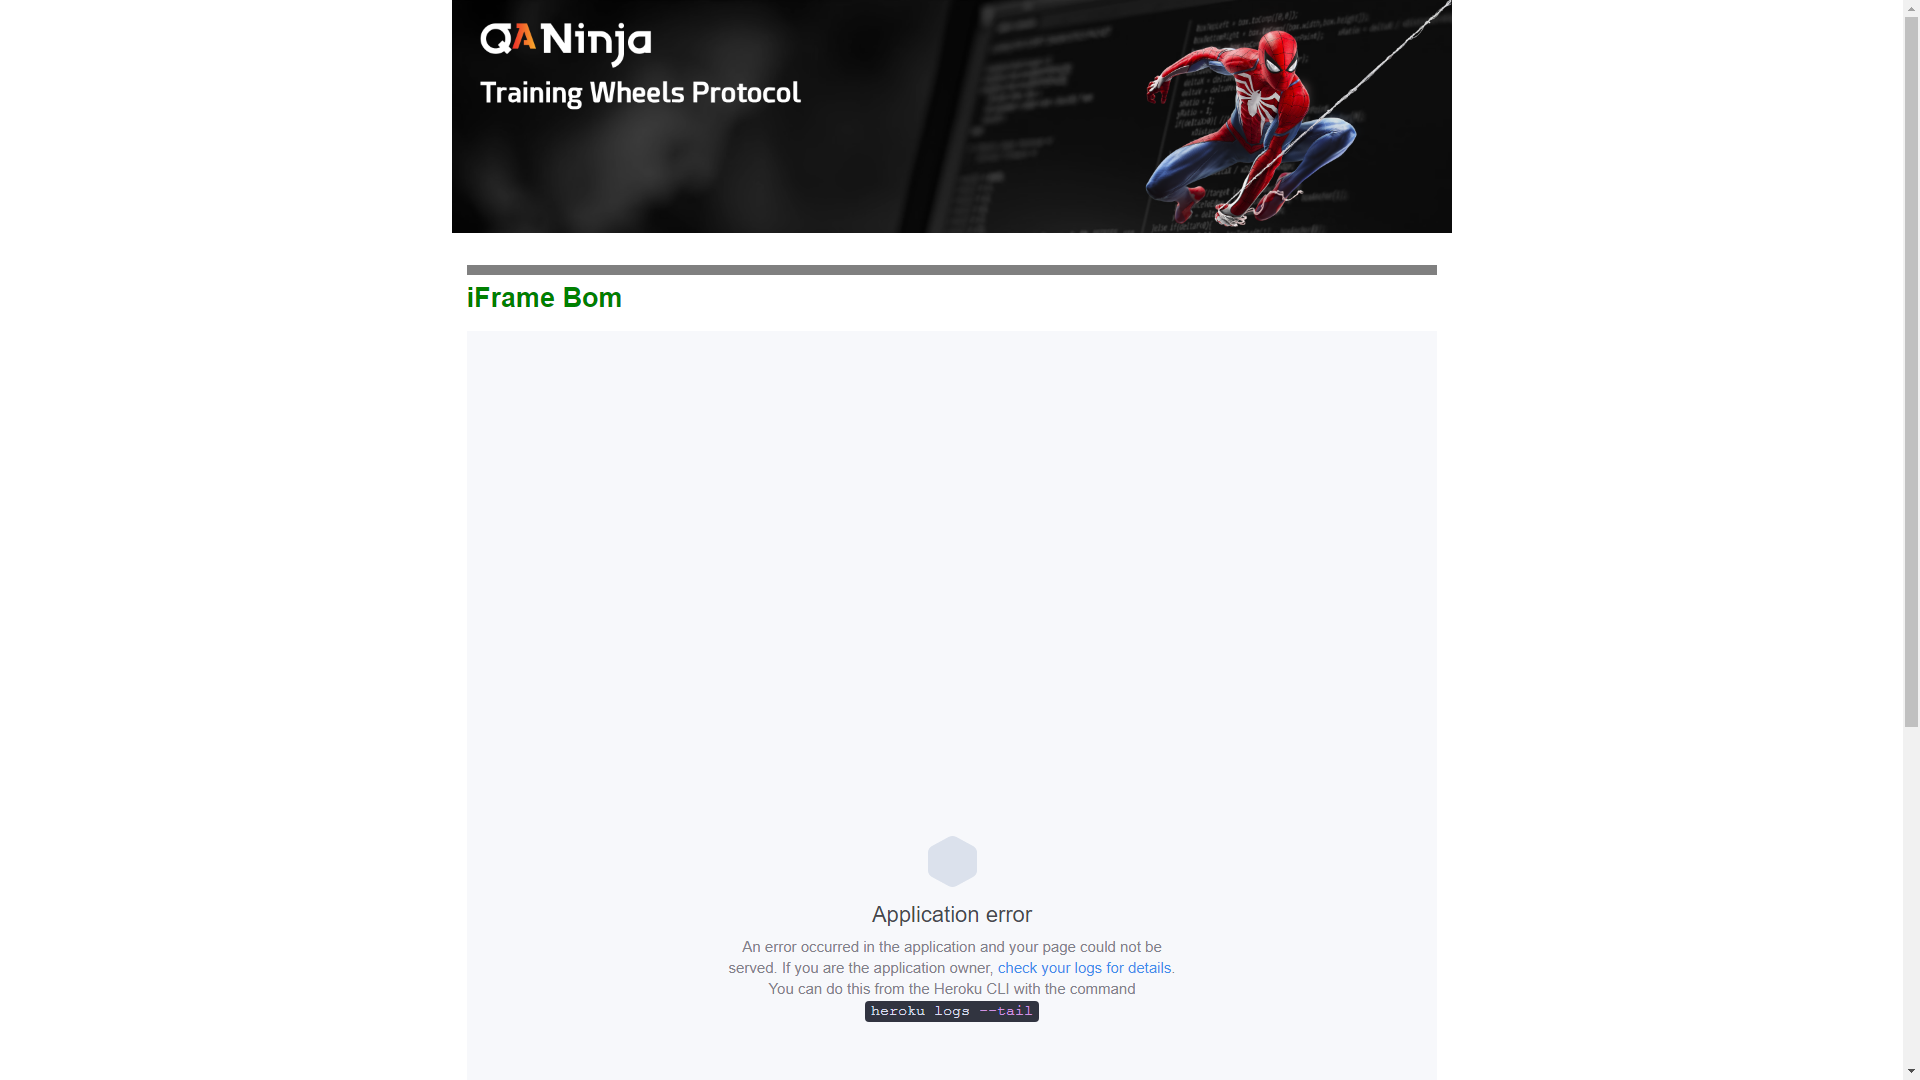 QANinja
Training Wheels Protocol
iFrame Bom
Application error
An error occurred in the application and your page could not be
served. If you are the application owner, check your logs for details.
You can do this from the Heroku CLI with the command
heroku logs --tail